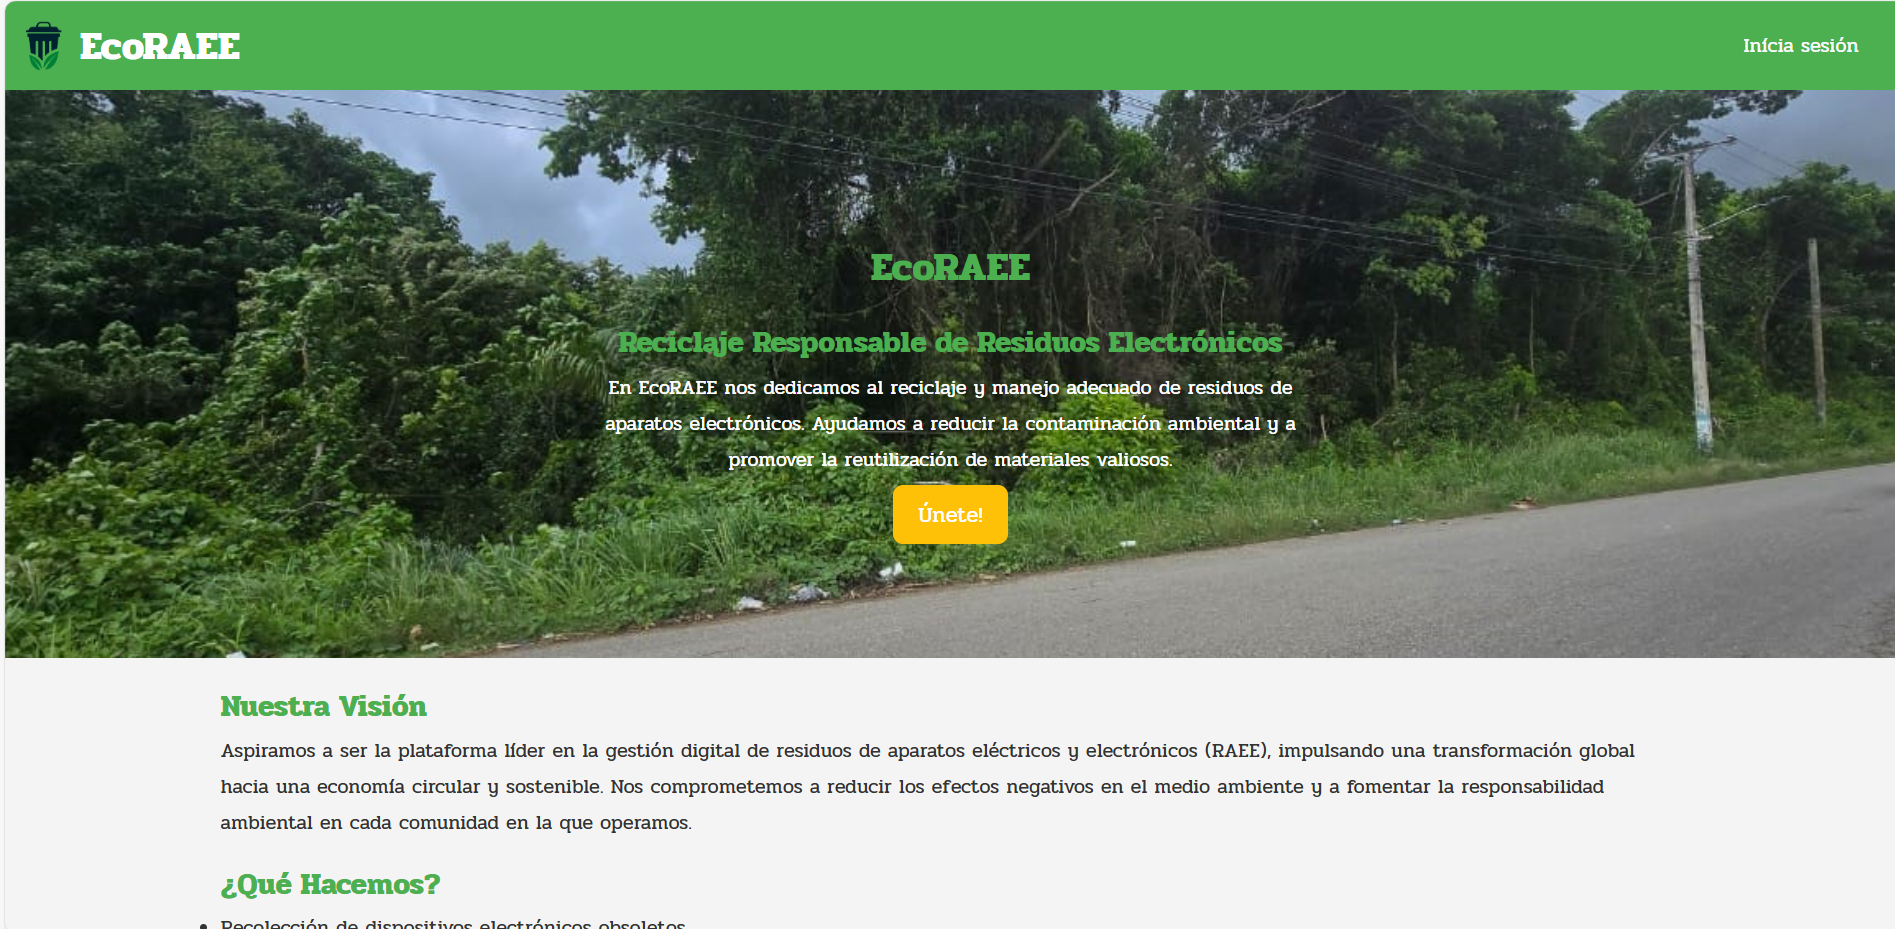 EcoRAEE
Inícia sesión
EcoRAEE
Reciclaje Responsable de Residuos Electrónicos
En EcoRAEE nos dedicamos al reciclaje y manejo adecuado de residuos de
aparatos electrónicos. Ayudamos a reducir la contaminación ambiental y a
promover la reutilización de materiales valiosos.
Únete!
Nuestra Visión
Aspiramos a ser la plataforma líder en la gestión digital de residuos de aparatos eléctricos y electrónicos (RAEE), impulsando una transformación global
hacia una economía circular y sostenible. Nos comprometemos a reducir los efectos negativos en el medio ambiente y a fomentar la responsabilidad
ambiental en cada comunidad en la que operamos.
¿Qué Hacemos?
Recolección de dispositivos electrónicos obsoletos